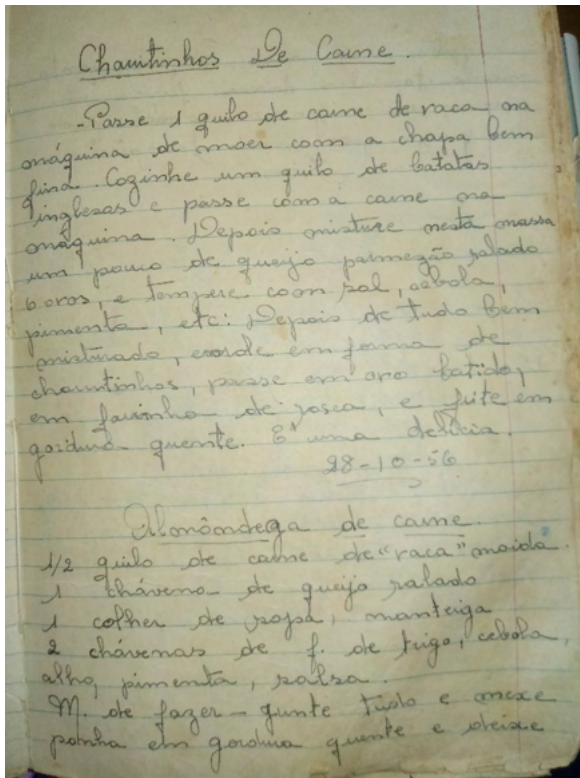 Charutinhos De Carne.
-Passe 1 quilo de carne de vaca na
máquina de moer com a chapa bem
fina. Cozinhe um quilo de batatas
inglesas e passe com a carne na
máquina. Depois misture nesta massa
um pouco de queijo parmezão ralado
6 ovos, e tempere com sal, cebola,
pimenta, etc: Depois de tudo bem
misturado, enrole em forma de
charutinhos, passe em ovo batido,
em farinha de rosca, e frite em
gordura quente. E' uma delícia.
28-10-56
Almôndega de carne.
1/2 quilo de carne de "vaca" moida.
1 chávena de queijo ralado
1 colher de sopa, manteiga
2 chávenas de f. de trigo, cebola,
alho, pimenta, salsa.
M. de fazer - junte tudo e mexe
ponha em gordura quente e deixe